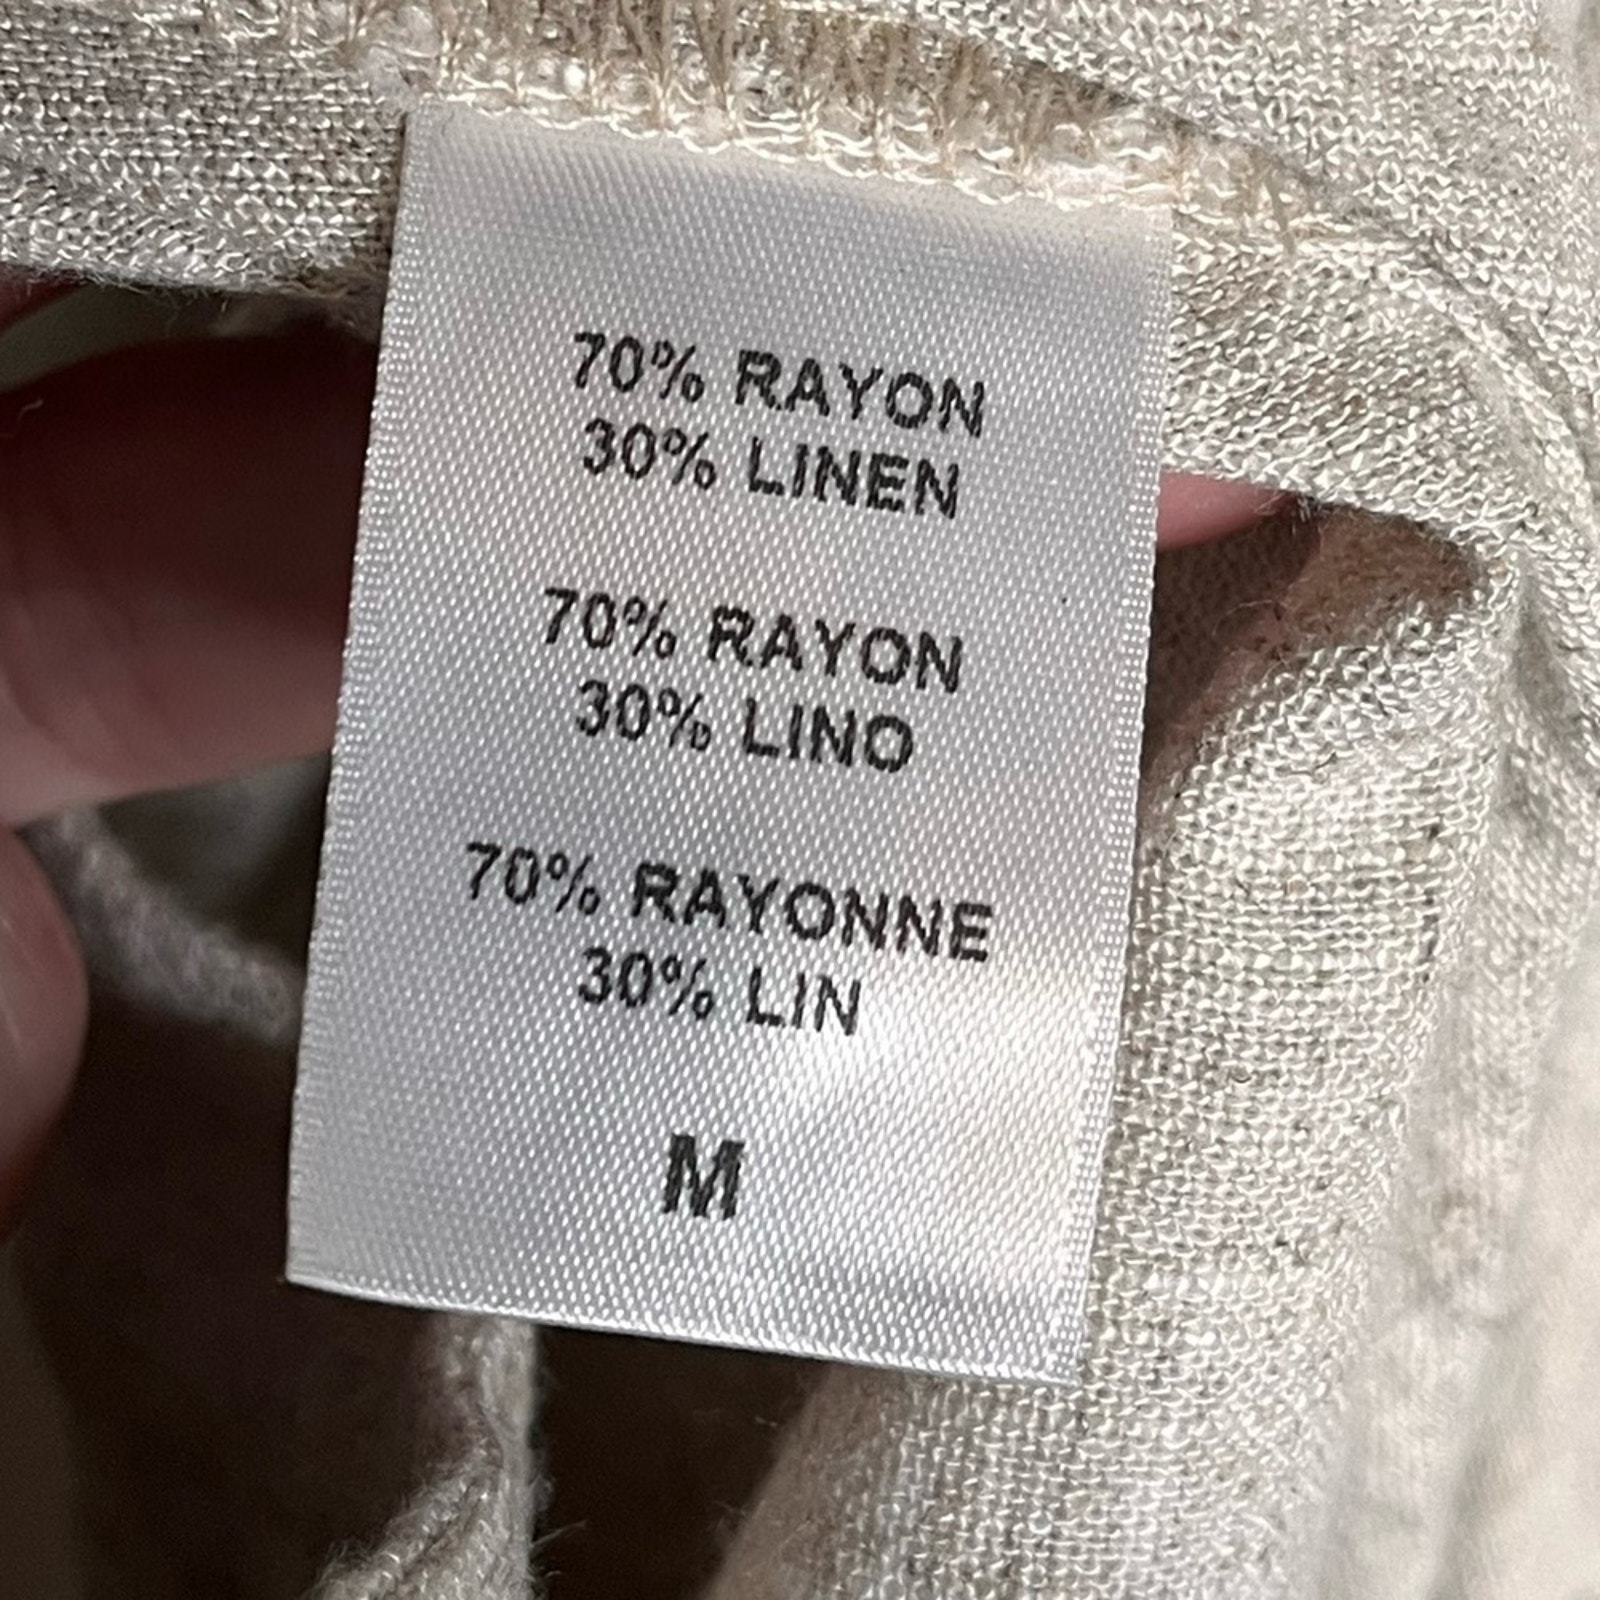 70% RAYON
30% LINEN
70% RAYON
30% LINO
70% RAYONNE
30% LIN
M